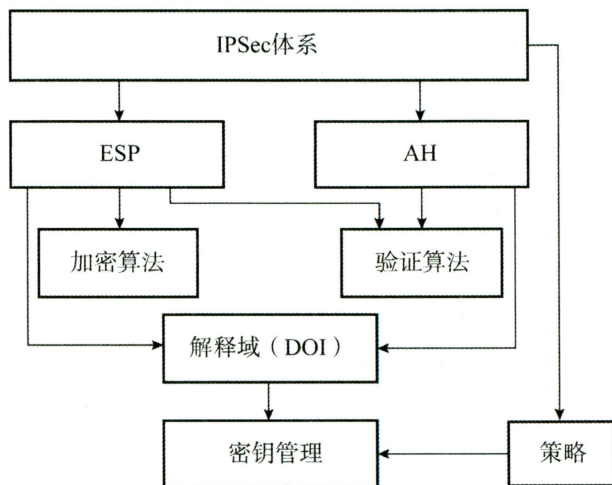 IPSec体系
ESP
AH
加密算法
验证算法
解释域（DOI）
密钥管理
策略